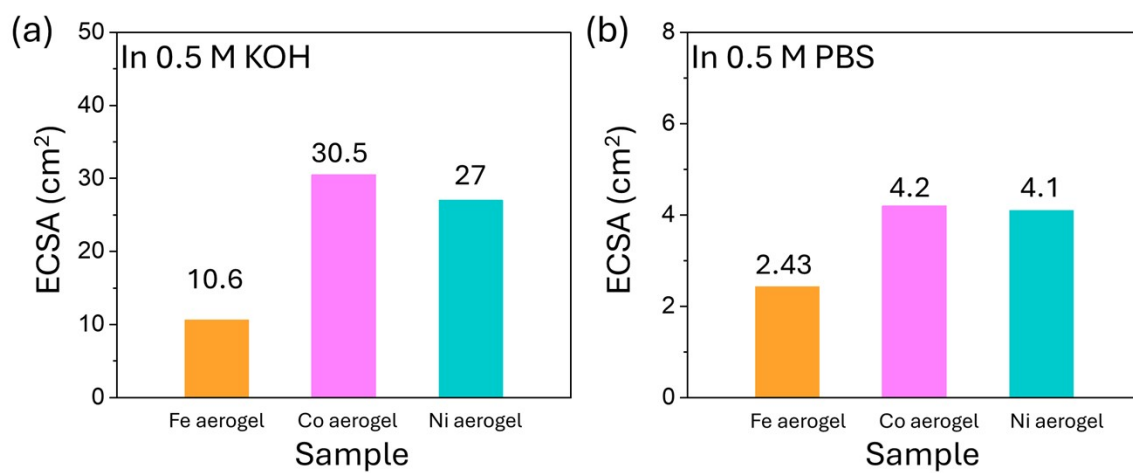 (a)
In 0.5 M KOH
ECSA (cm²)
50
40
30
20
10
0
10.6
30.5
27
Fe aerogel
Co aerogel
Ni aerogel
Sample
(b)
In 0.5 M PBS
ECSA (cm²)
8
6
4
2
0
2.43
4.2
4.1
Fe aerogel
Co aerogel
Ni aerogel
Sample